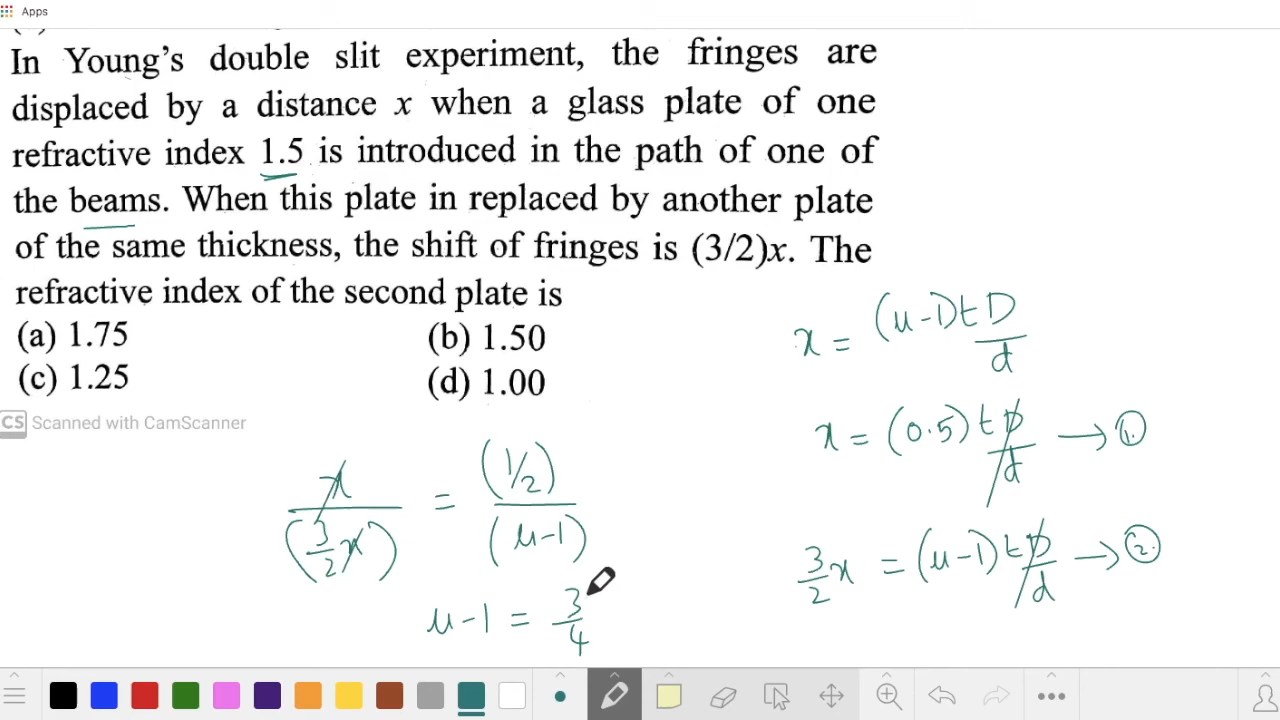 Apps
In Young's double slit experiment, the fringes are
displaced by a distance x when a glass plate of one
refractive index 1.5 is introduced in the path of one of
the beams. When this plate in replaced by another plate
of the same thickness, the shift of fringes is (3/2)x. The
refractive index of the second plate is
(a) 1.75 (b) 1.50
(c) 1.25 (d) 1.00
CS Scanned with CamScanner
x = (μ-1)t D/d
x = (0.5) t D/d → ①
3/2 x = (μ-1) t D/d → ②
x/(3/2 x) = (1/2)/(μ-1)
μ-1 = 3/4